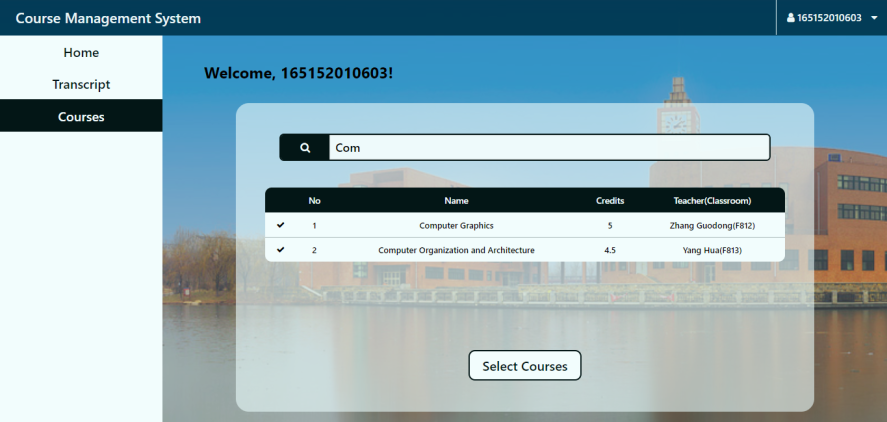 Course Management System
165152010603
Home
Transcript
Courses
Welcome, 165152010603!
Com
No Name Credits Teacher(Classroom)
1 Computer Graphics 5 Zhang Guodong(F812)
2 Computer Organization and Architecture 4.5 Yang Hua(F813)
Select Courses